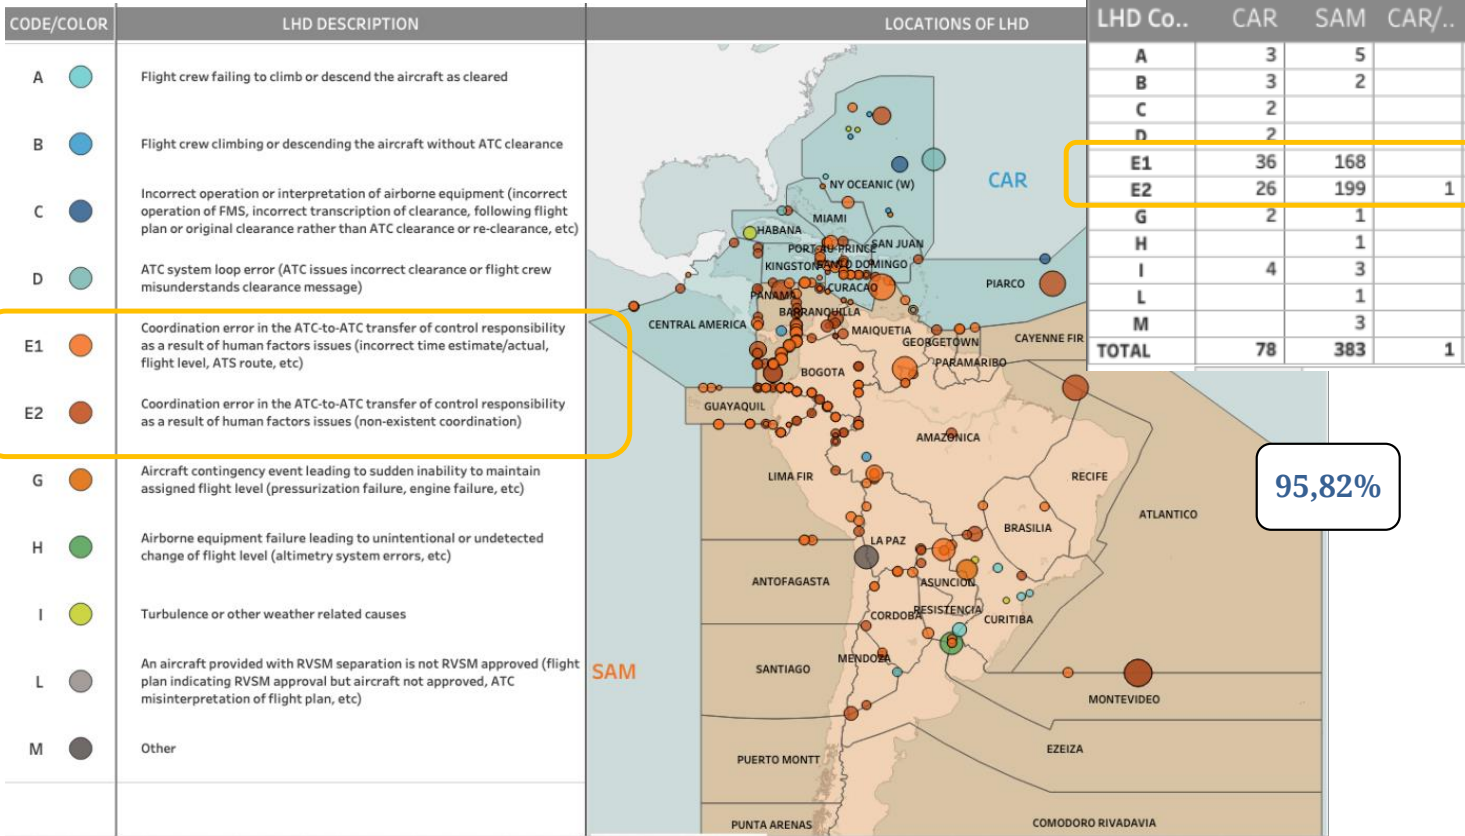 CODE/COLOR LHD DESCRIPTION LOCATIONS OF LHD
A Flight crew failing to climb or descend the aircraft as cleared
B Flight crew climbing or descending the aircraft without ATC clearance
C Incorrect operation or interpretation of airborne equipment (incorrect
operation of FMS, incorrect transcription of clearance, following flight
plan or original clearance rather than ATC clearance or re-clearance, etc)
D ATC system loop error (ATC issues incorrect clearance or flight crew
misunderstands clearance message)
E1 Coordination error in the ATC-to-ATC transfer of control responsibility
as a result of human factors issues (incorrect time estimate/actual,
flight level, ATS route, etc)
E2 Coordination error in the ATC-to-ATC transfer of control responsibility
as a result of human factors issues (non-existent coordination)
G Aircraft contingency event leading to sudden inability to maintain
assigned flight level (pressurization failure, engine failure, etc)
H Airborne equipment failure leading to unintentional or undetected
change of flight level (altimetry system errors, etc)
I Turbulence or other weather related causes
L An aircraft provided with RVSM separation is not RVSM approved (flight
plan indicating RVSM approval but aircraft not approved, ATC
misinterpretation of flight plan, etc)
M Other
LHD Co.. CAR SAM CAR/..
A 3 5
B 3 2
C 2
D 2
E1 36 168
E2 26 199 1
G 2 1
H 1
I 4 3
L 1
M 3
TOTAL 78 383 1
CAR
NY OCEANIC (W)
MIAMI
HABANA
PORT-AU-PRINCE
SAN JUAN
KINGSTON
SANTO DOMINGO
CURACAO
PIARCO
PANAMA
BARRANQUILLA
CENTRAL AMERICA
MAIQUETIA
GEORGETOWN
CAYENNE FIR
PARAMARIBO
BOGOTA
GUAYAQUIL
AMAZONICA
LIMA FIR
RECIFE
95,82%
ATLANTICO
BRASILIA
LA PAZ
ANTOFAGASTA
ASUNCION
RESISTENCIA
CORDOBA
CURITIBA
MENDOZA
SAM
SANTIAGO
MONTEVIDEO
EZEIZA
PUERTO MONTT
PUNTA ARENAS
COMODORO RIVADAVIA